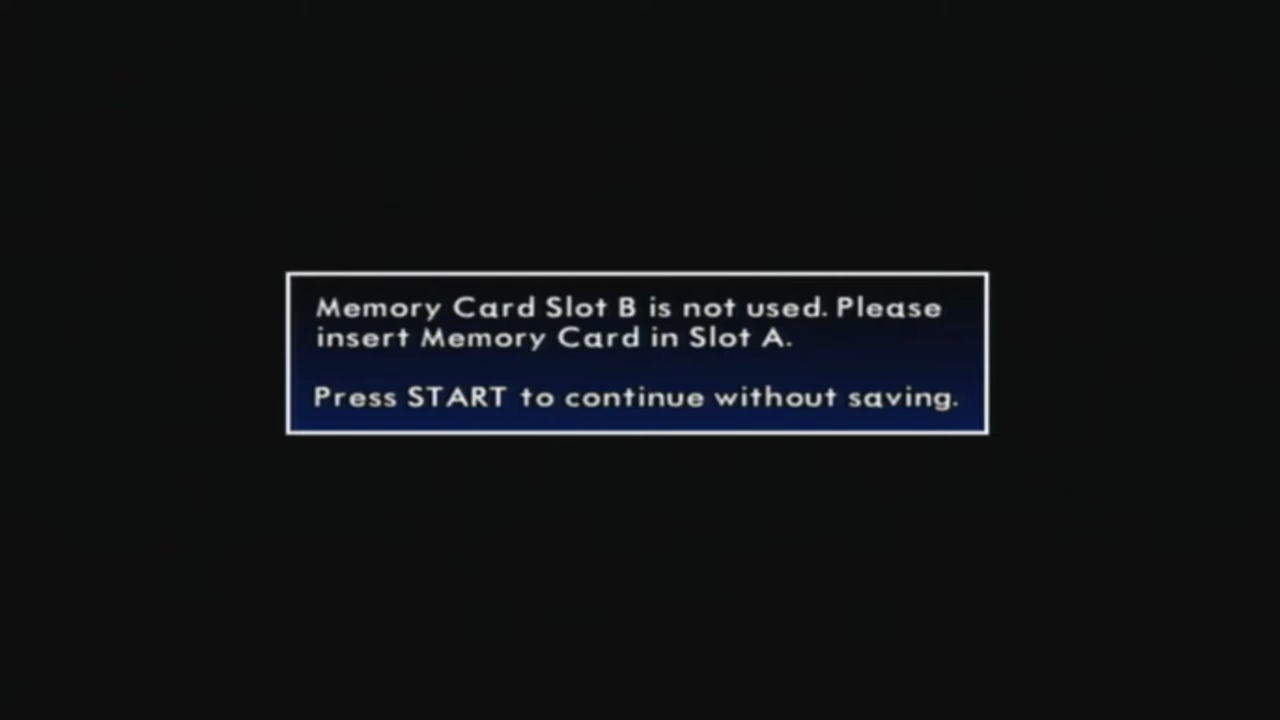 Memory Card Slot B is not used. Please
insert Memory Card in Slot A.
Press START to continue without saving.